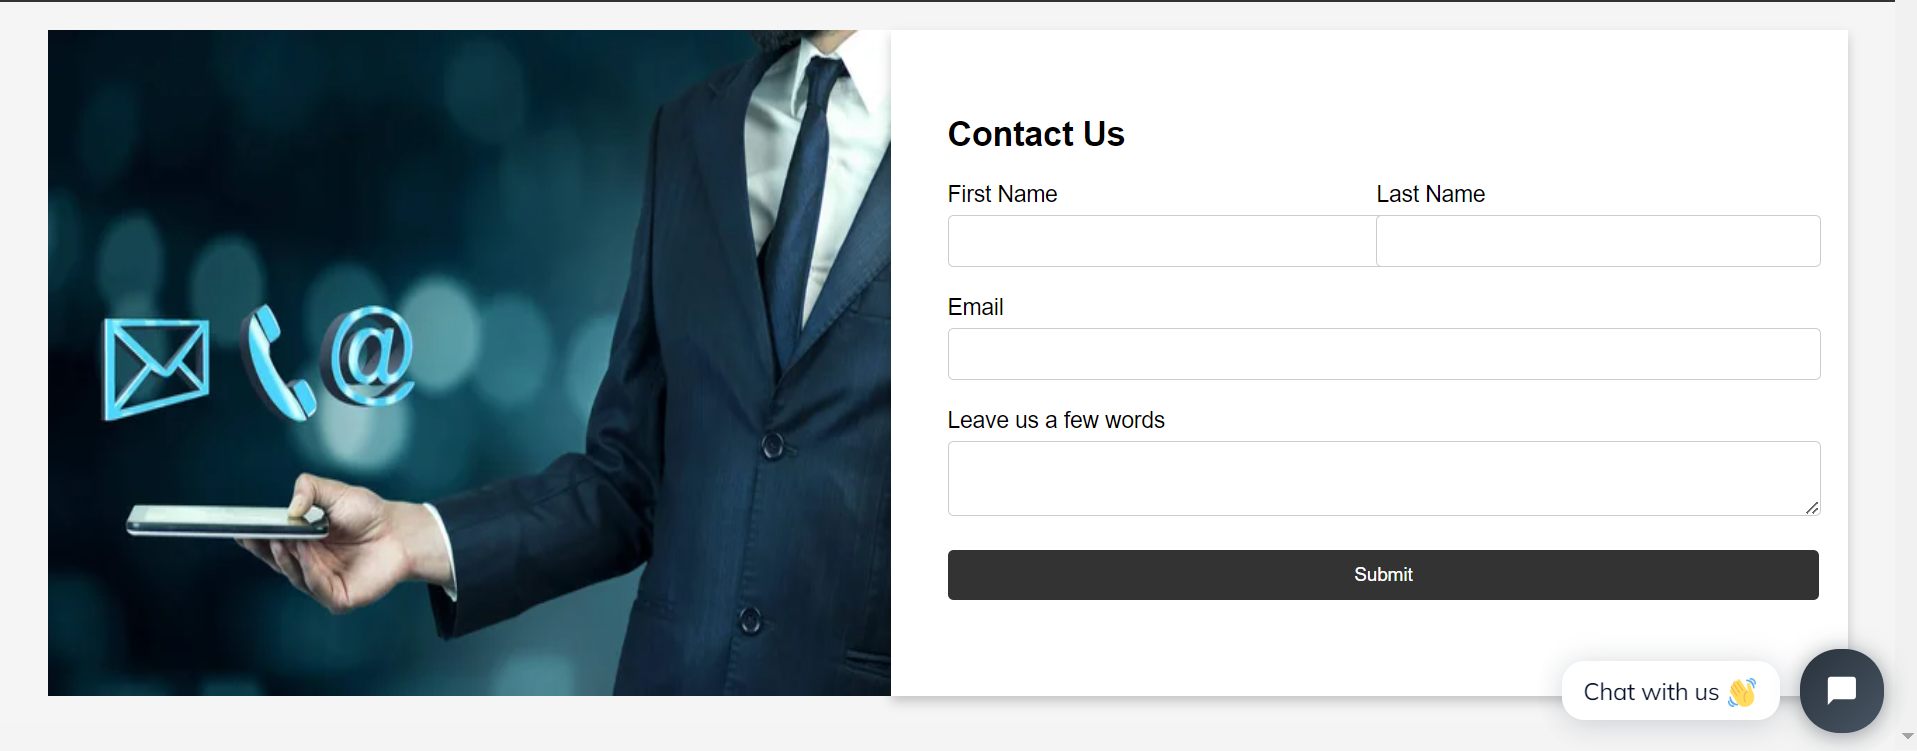 Contact Us
First Name
Last Name
Email
Leave us a few words
Submit
Chat with us 👋